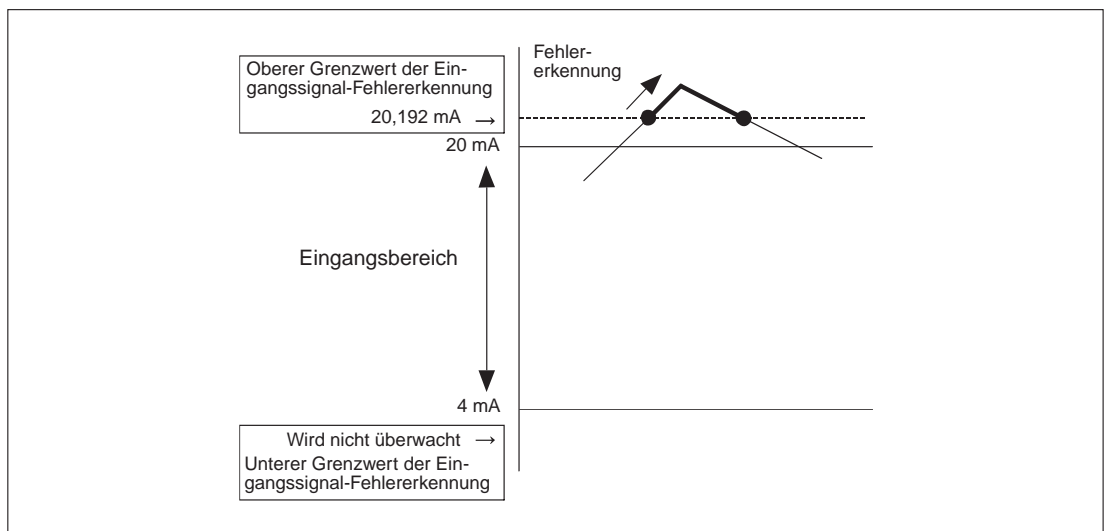 Fehler-
erkennung
Oberer Grenzwert der Ein-
gangssignal-Fehlererkennung
20,192 mA →
20 mA
Eingangsbereich
4 mA
Wird nicht überwacht →
Unterer Grenzwert der Ein-
gangssignal-Fehlererkennung